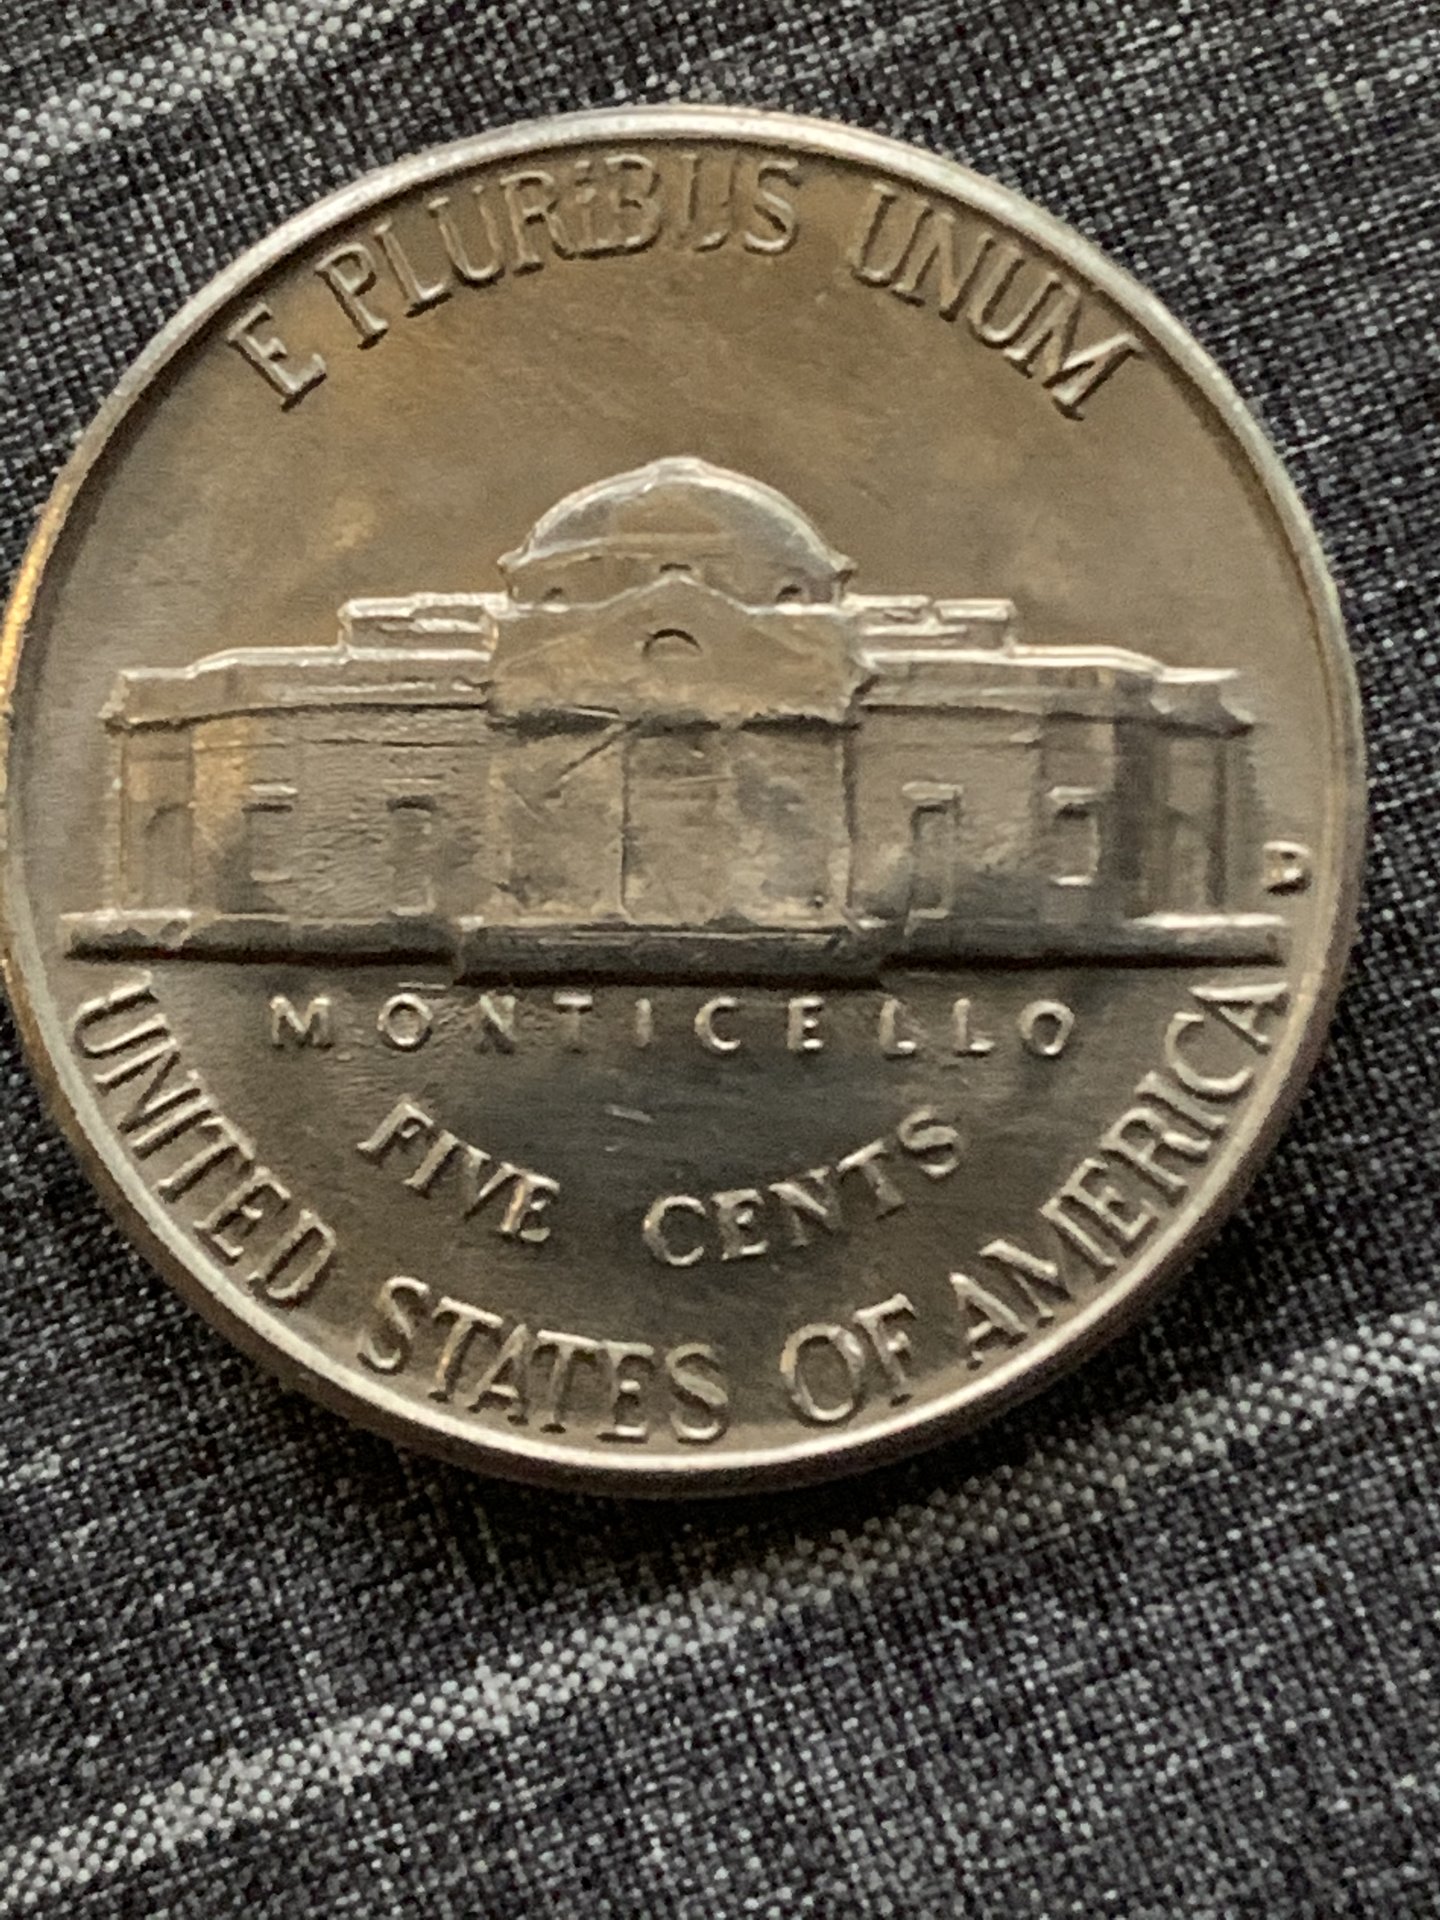 E PLURIBUS UNUM
D
MONTICELLO
FIVE CENTS
UNITED STATES OF AMERICA